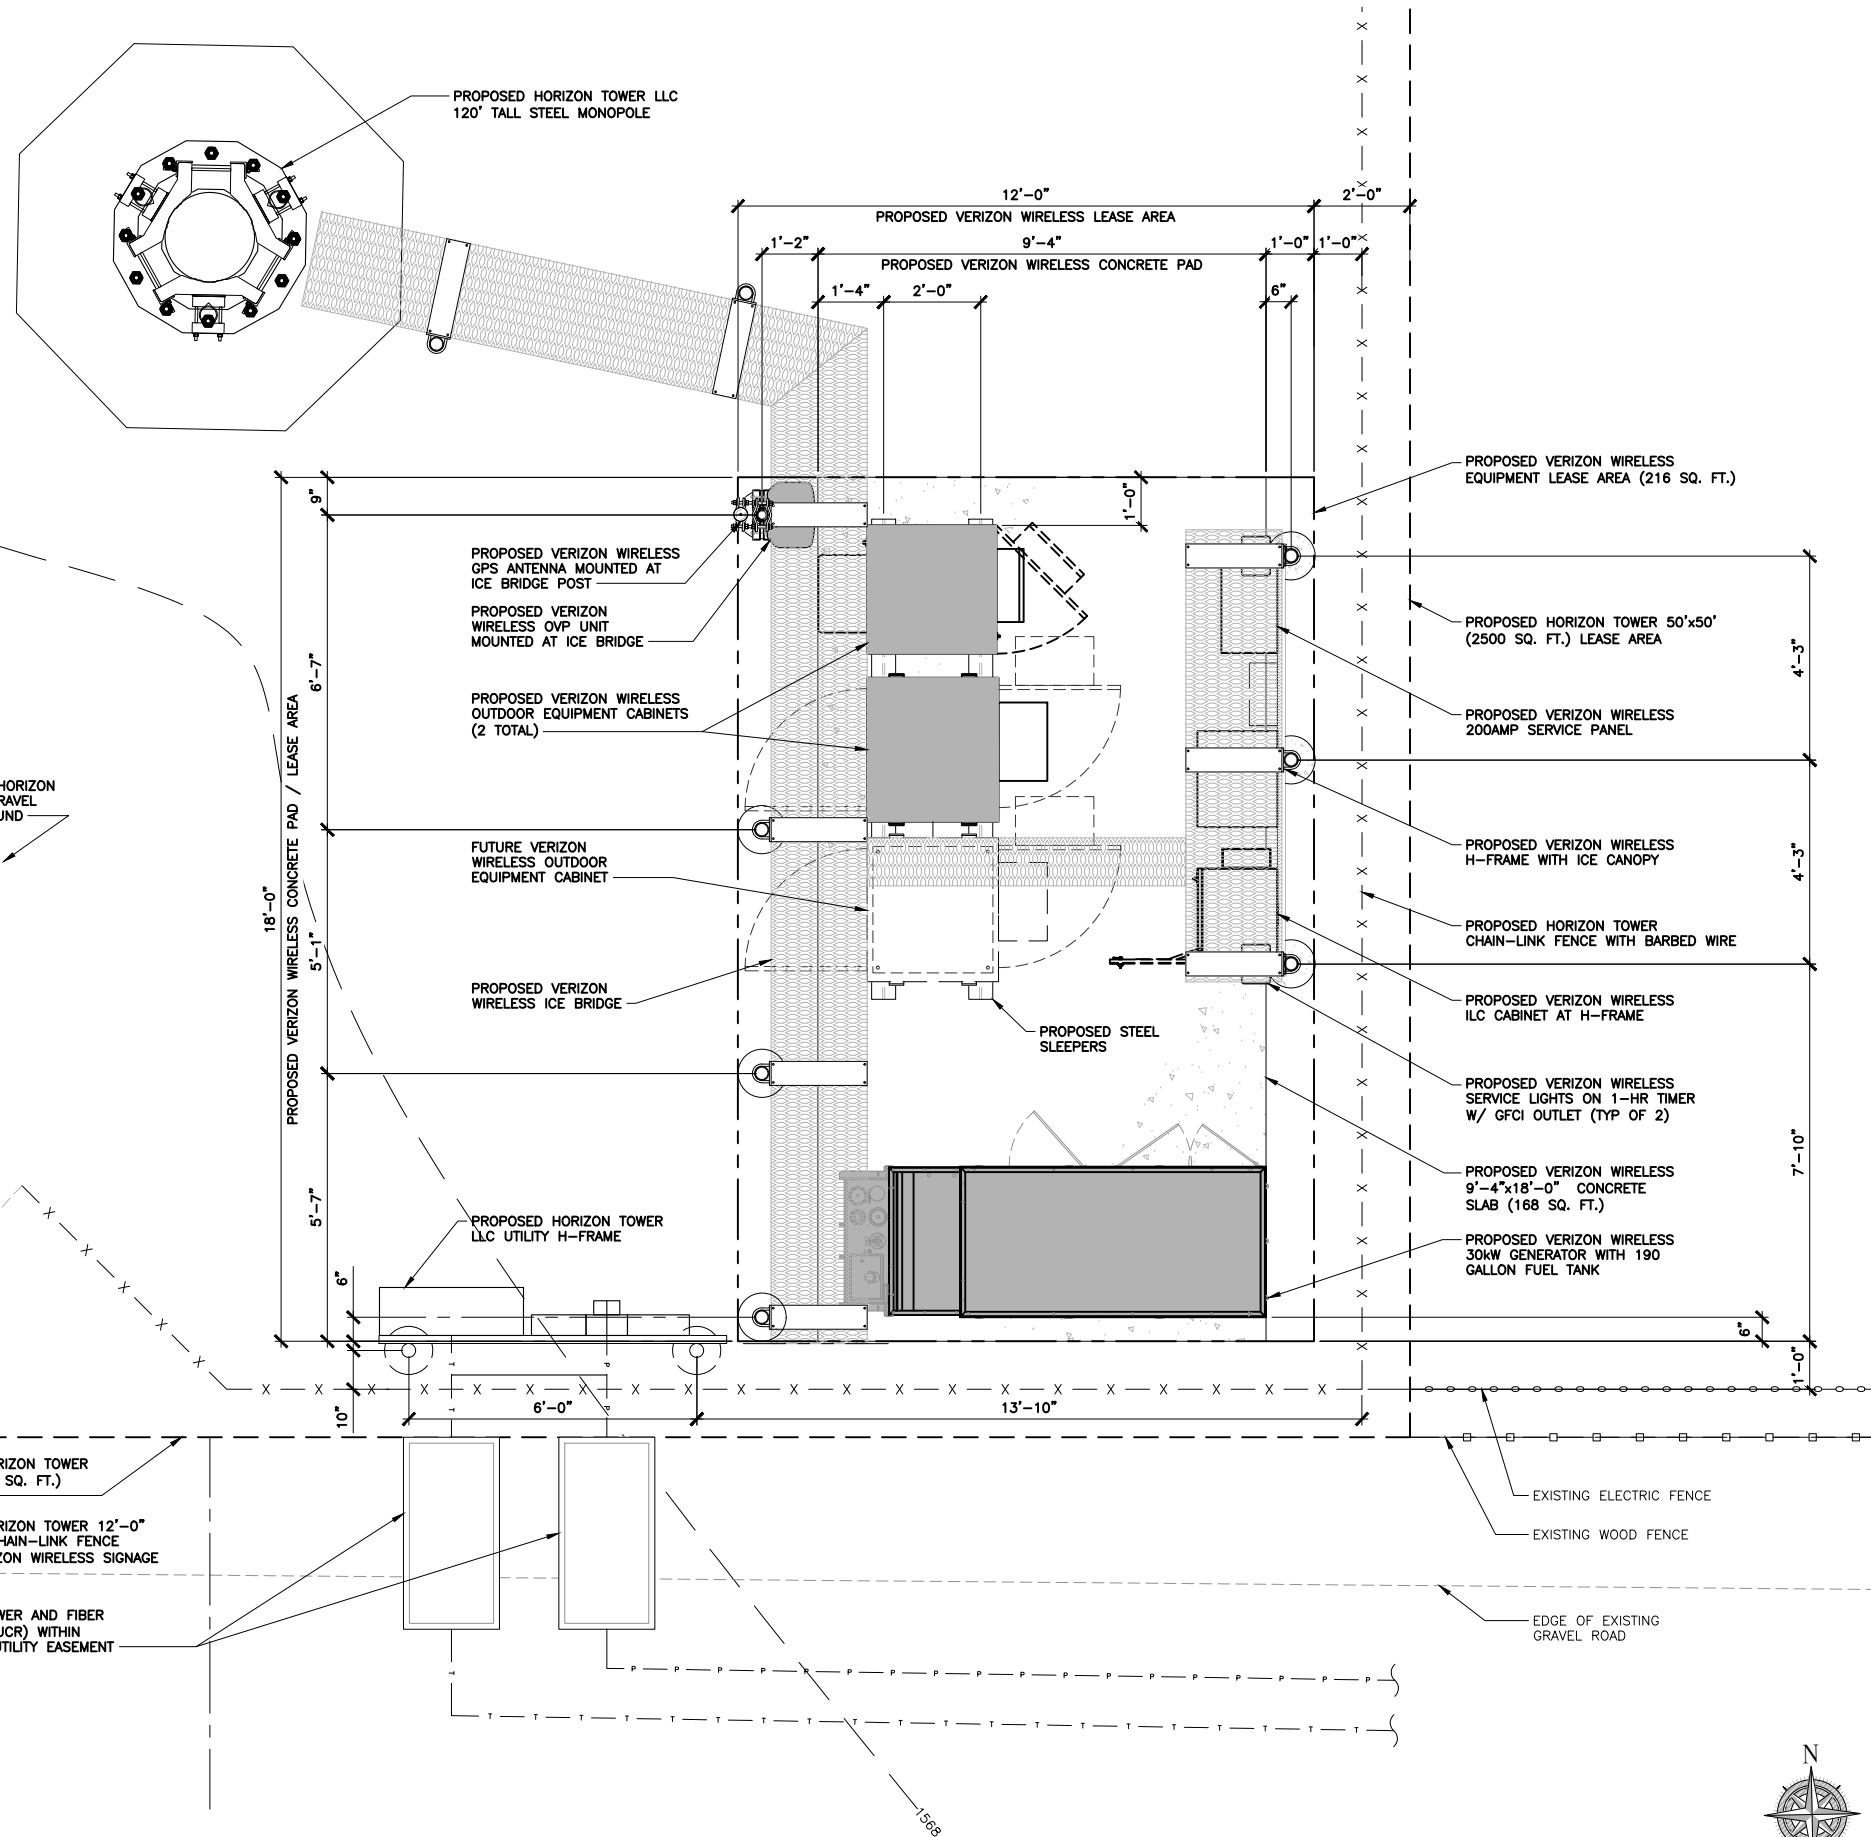 PROPOSED HORIZON TOWER LLC
120' TALL STEEL MONOPOLE
12'-0"
2'-0"
PROPOSED VERIZON WIRELESS LEASE AREA
1'-2"
9'-4"
1'-0"
1'-0"
PROPOSED VERIZON WIRELESS CONCRETE PAD
1'-4"
2'-0"
6"
PROPOSED VERIZON WIRELESS
EQUIPMENT LEASE AREA (216 SQ. FT.)
9"
1'-0"
PROPOSED VERIZON WIRELESS
GPS ANTENNA MOUNTED AT
ICE BRIDGE POST
PROPOSED VERIZON
WIRELESS OVP UNIT
MOUNTED AT ICE BRIDGE
PROPOSED HORIZON TOWER 50'x50'
(2500 SQ. FT.) LEASE AREA
6'-7"
4'-3"
PROPOSED VERIZON WIRELESS
OUTDOOR EQUIPMENT CABINETS
(2 TOTAL)
PROPOSED VERIZON WIRELESS
200AMP SERVICE PANEL
HORIZON
RAVEL
UND
PROPOSED VERIZON WIRELESS CONCRETE PAD / LEASE AREA
18'-0"
FUTURE VERIZON
WIRELESS OUTDOOR
EQUIPMENT CABINET
PROPOSED VERIZON WIRELESS
H-FRAME WITH ICE CANOPY
4'-3"
5'-1"
PROPOSED HORIZON TOWER
CHAIN-LINK FENCE WITH BARBED WIRE
PROPOSED VERIZON
WIRELESS ICE BRIDGE
PROPOSED VERIZON WIRELESS
ILC CABINET AT H-FRAME
PROPOSED STEEL
SLEEPERS
PROPOSED VERIZON WIRELESS
SERVICE LIGHTS ON 1-HR TIMER
W/ GFCI OUTLET (TYP OF 2)
7'-10"
PROPOSED VERIZON WIRELESS
9'-4"x18'-0" CONCRETE
SLAB (168 SQ. FT.)
5'-7"
PROPOSED HORIZON TOWER
LLC UTILITY H-FRAME
PROPOSED VERIZON WIRELESS
30kW GENERATOR WITH 190
GALLON FUEL TANK
6"
6"
1'-0"
10"
6'-0"
13'-10"
RIZON TOWER
SQ. FT.)
EXISTING ELECTRIC FENCE
RIZON TOWER 12'-0"
HAIN-LINK FENCE
ZON WIRELESS SIGNAGE
EXISTING WOOD FENCE
WER AND FIBER
UCR) WITHIN
UTILITY EASEMENT
EDGE OF EXISTING
GRAVEL ROAD
1568
N